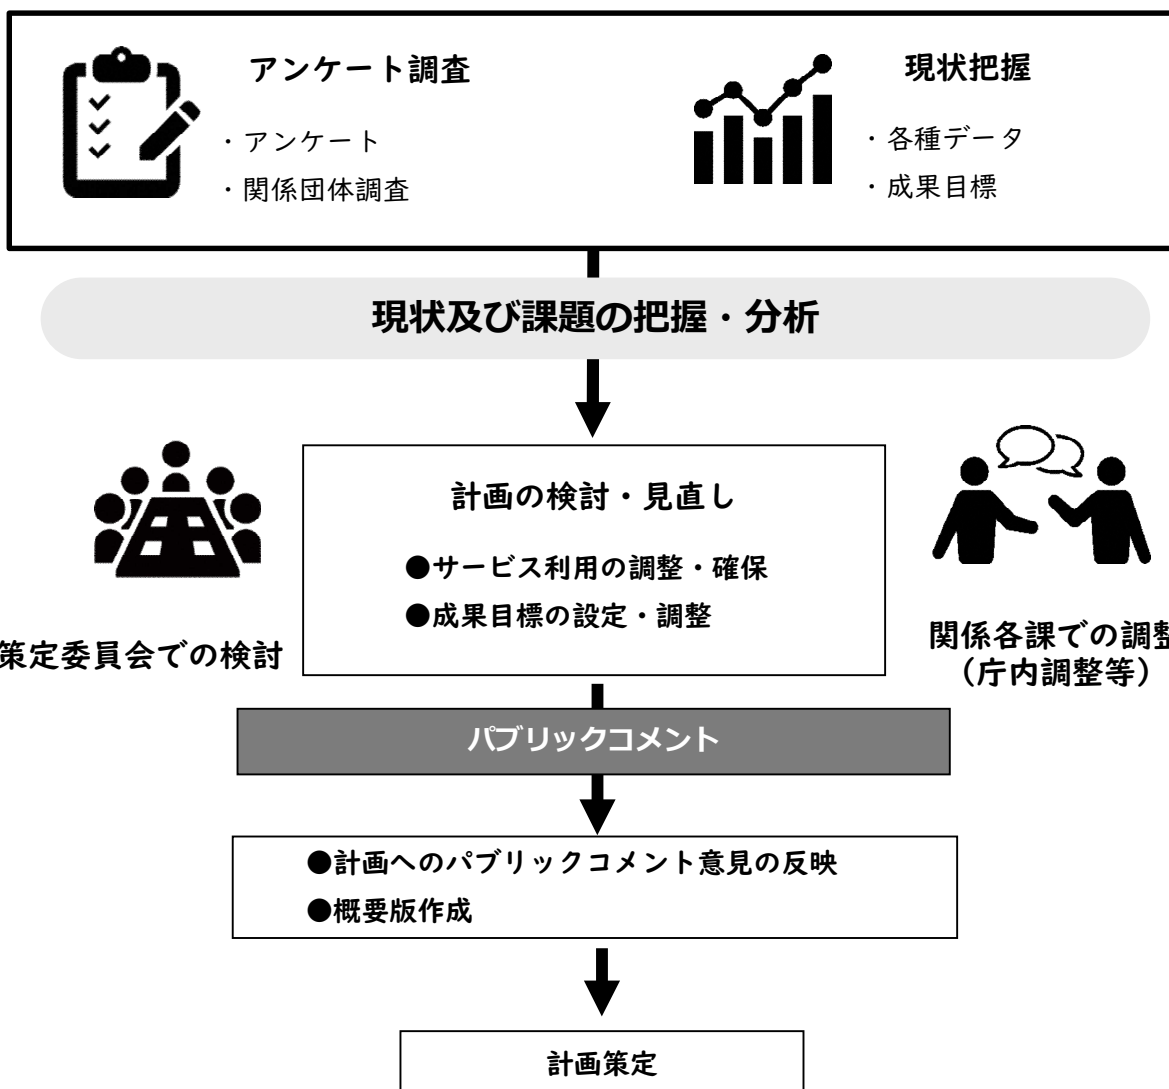 アンケート調査
・アンケート
・関係団体調査
現状把握
・各種データ
・成果目標
現状及び課題の把握・分析
計画の検討・見直し
●サービス利用の調整・確保
●成果目標の設定・調整
策定委員会での検討
関係各課での調整
（庁内調整等）
パブリックコメント
●計画へのパブリックコメント意見の反映
●概要版作成
計画策定